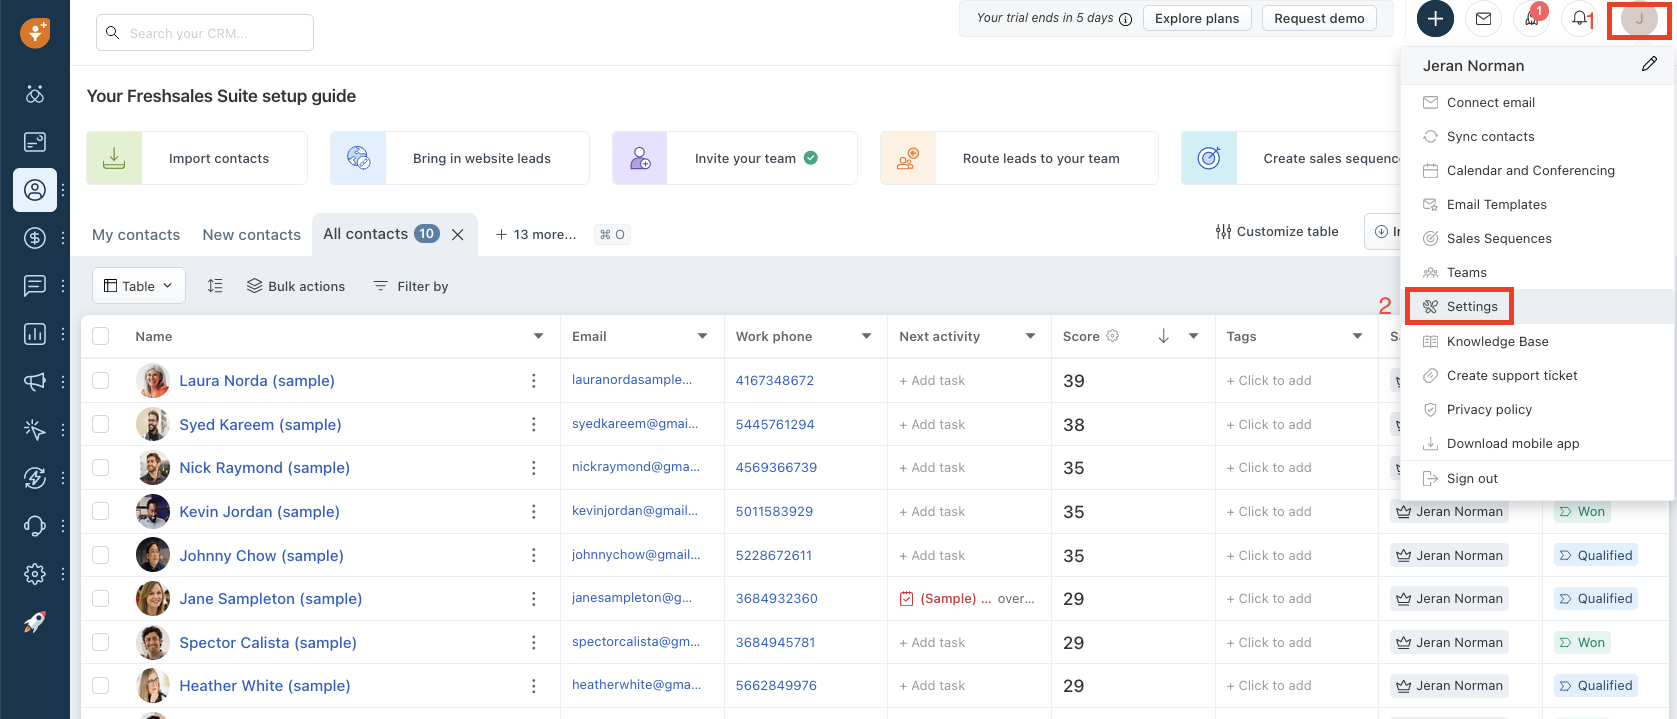 Search your CRM...
Your trial ends in 5 days
Explore plans
Request demo
1
1
J
Jeran Norman
Connect email
Sync contacts
Calendar and Conferencing
Email Templates
Sales Sequences
Teams
2
Settings
Knowledge Base
Create support ticket
Privacy policy
Download mobile app
Sign out
Your Freshsales Suite setup guide
Import contacts
Bring in website leads
Invite your team
Route leads to your team
Create sales sequenc
My contacts
New contacts
All contacts 10
+ 13 more...
⌘ O
Customize table
Table
Bulk actions
Filter by
Name Email Work phone Next activity Score Tags
Laura Norda (sample) lauranordasample... 4167348672 + Add task 39 + Click to add
Syed Kareem (sample) syedkareem@gmai... 5445761294 + Add task 38 + Click to add
Nick Raymond (sample) nickraymond@gma... 4569366739 + Add task 35 + Click to add
Kevin Jordan (sample) kevinjordan@gmail... 5011583929 + Add task 35 + Click to add Jeran Norman Won
Johnny Chow (sample) johnnychow@gmail... 5228672611 + Add task 35 + Click to add Jeran Norman Qualified
Jane Sampleton (sample) janesampleton@g... 3684932360 (Sample) ... over... 29 + Click to add Jeran Norman Qualified
Spector Calista (sample) spectorcalista@gm... 3684945781 + Add task 29 + Click to add Jeran Norman Won
Heather White (sample) heatherwhite@gma... 5662849976 + Add task 29 + Click to add Jeran Norman Qualified